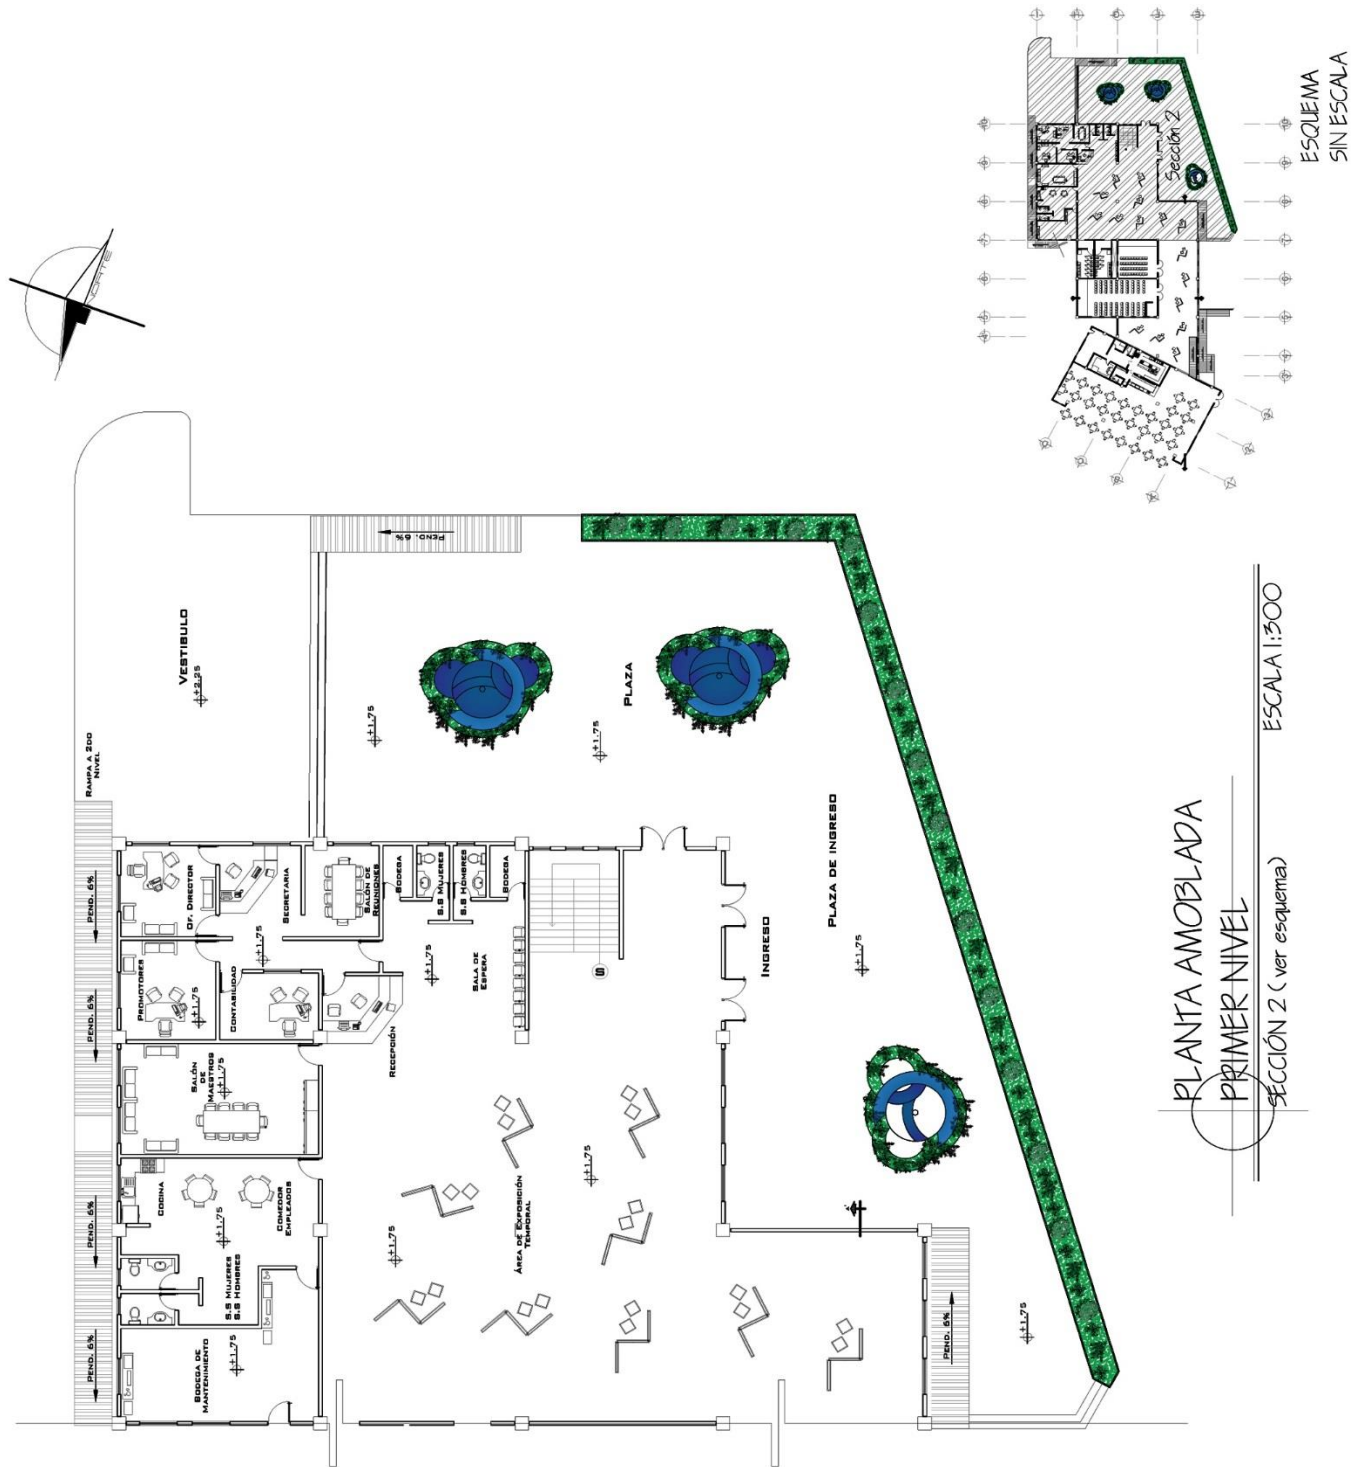 NORTE
ESQUEMA
SIN ESCALA
Sección 2
PLANTA AMOBLADA
PRIMER NIVEL
SECCIÓN 2 ( ver esquema)
ESCALA 1:300
VESTIBULO
+2.25
RAMPA A 2DO
NIVEL
PEND. 6%
PEND. 6%
PEND. 6%
PEND. 6%
PEND. 6%
PLAZA
+1.75
+1.75
PLAZA DE INGRESO
+1.75
INGRESO
OF. DIRECTOR
SECRETARIA
SALÓN DE
REUNIONES
BODEGA
S.S MUJERES
S.S HOMBRES
BODEGA
+1.75
PROMOTORES
+1.75
CONTABILIDAD
RECEPCIÓN
+1.75
SALA DE
ESPERA
S
SALÓN
DE
MAESTROS
+1.75
COCINA
COMEDOR
EMPLEADOS
+1.75
S.S MUJERES
S.S HOMBRES
BODEGA DE
MANTENIMIENTO
+1.75
ÁREA DE EXPOSICIÓN
TEMPORAL
+1.75
+1.75
PEND. 6%
+1.75